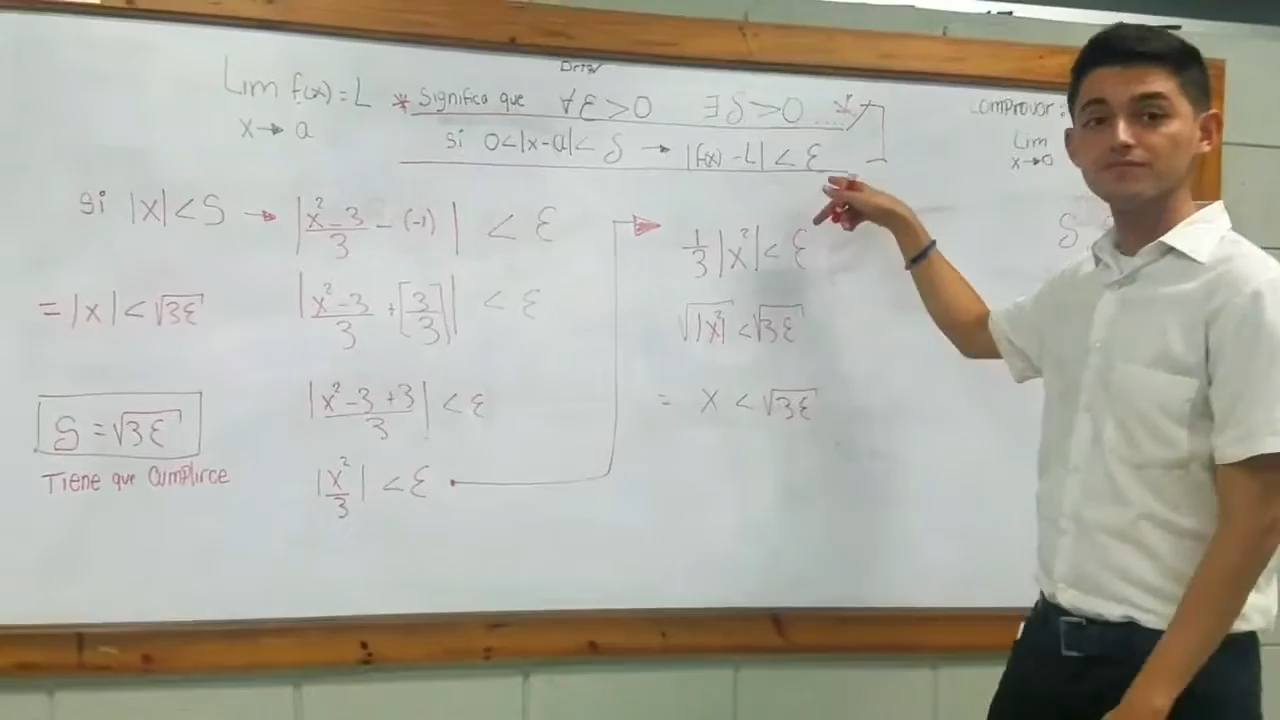 Lim f(x) = L * Significa que ∀ε>0 ∃δ>0 ..... *
x→a si 0<|x-a|<δ → |f(x)-L|<ε
Comprovar:
Lim
x→0
si |x|<δ → |x²-3/3 - (-1)| < ε
= |x| < √3ε
δ = √3ε
Tiene que Cumplirce
|x²-3/3 + [3/3]| < ε
|x²-3+3/3| < ε
|x²/3| < ε
1/3|x²| < ε
√|x²| < √3ε
= x < √3ε
δ